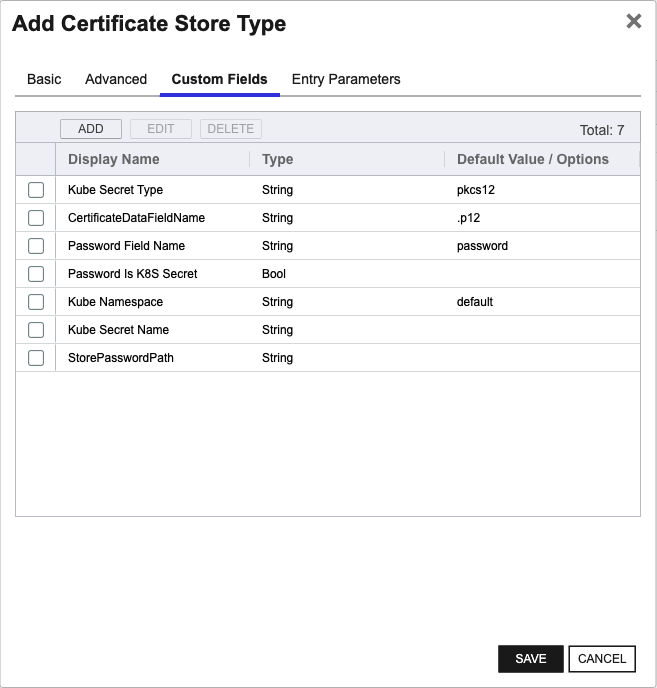 Add Certificate Store Type
Basic Advanced Custom Fields Entry Parameters
ADD EDIT DELETE Total: 7
Display Name Type Default Value / Options
Kube Secret Type String pkcs12
CertificateDataFieldName String .p12
Password Field Name String password
Password Is K8S Secret Bool
Kube Namespace String default
Kube Secret Name String
StorePasswordPath String
SAVE CANCEL